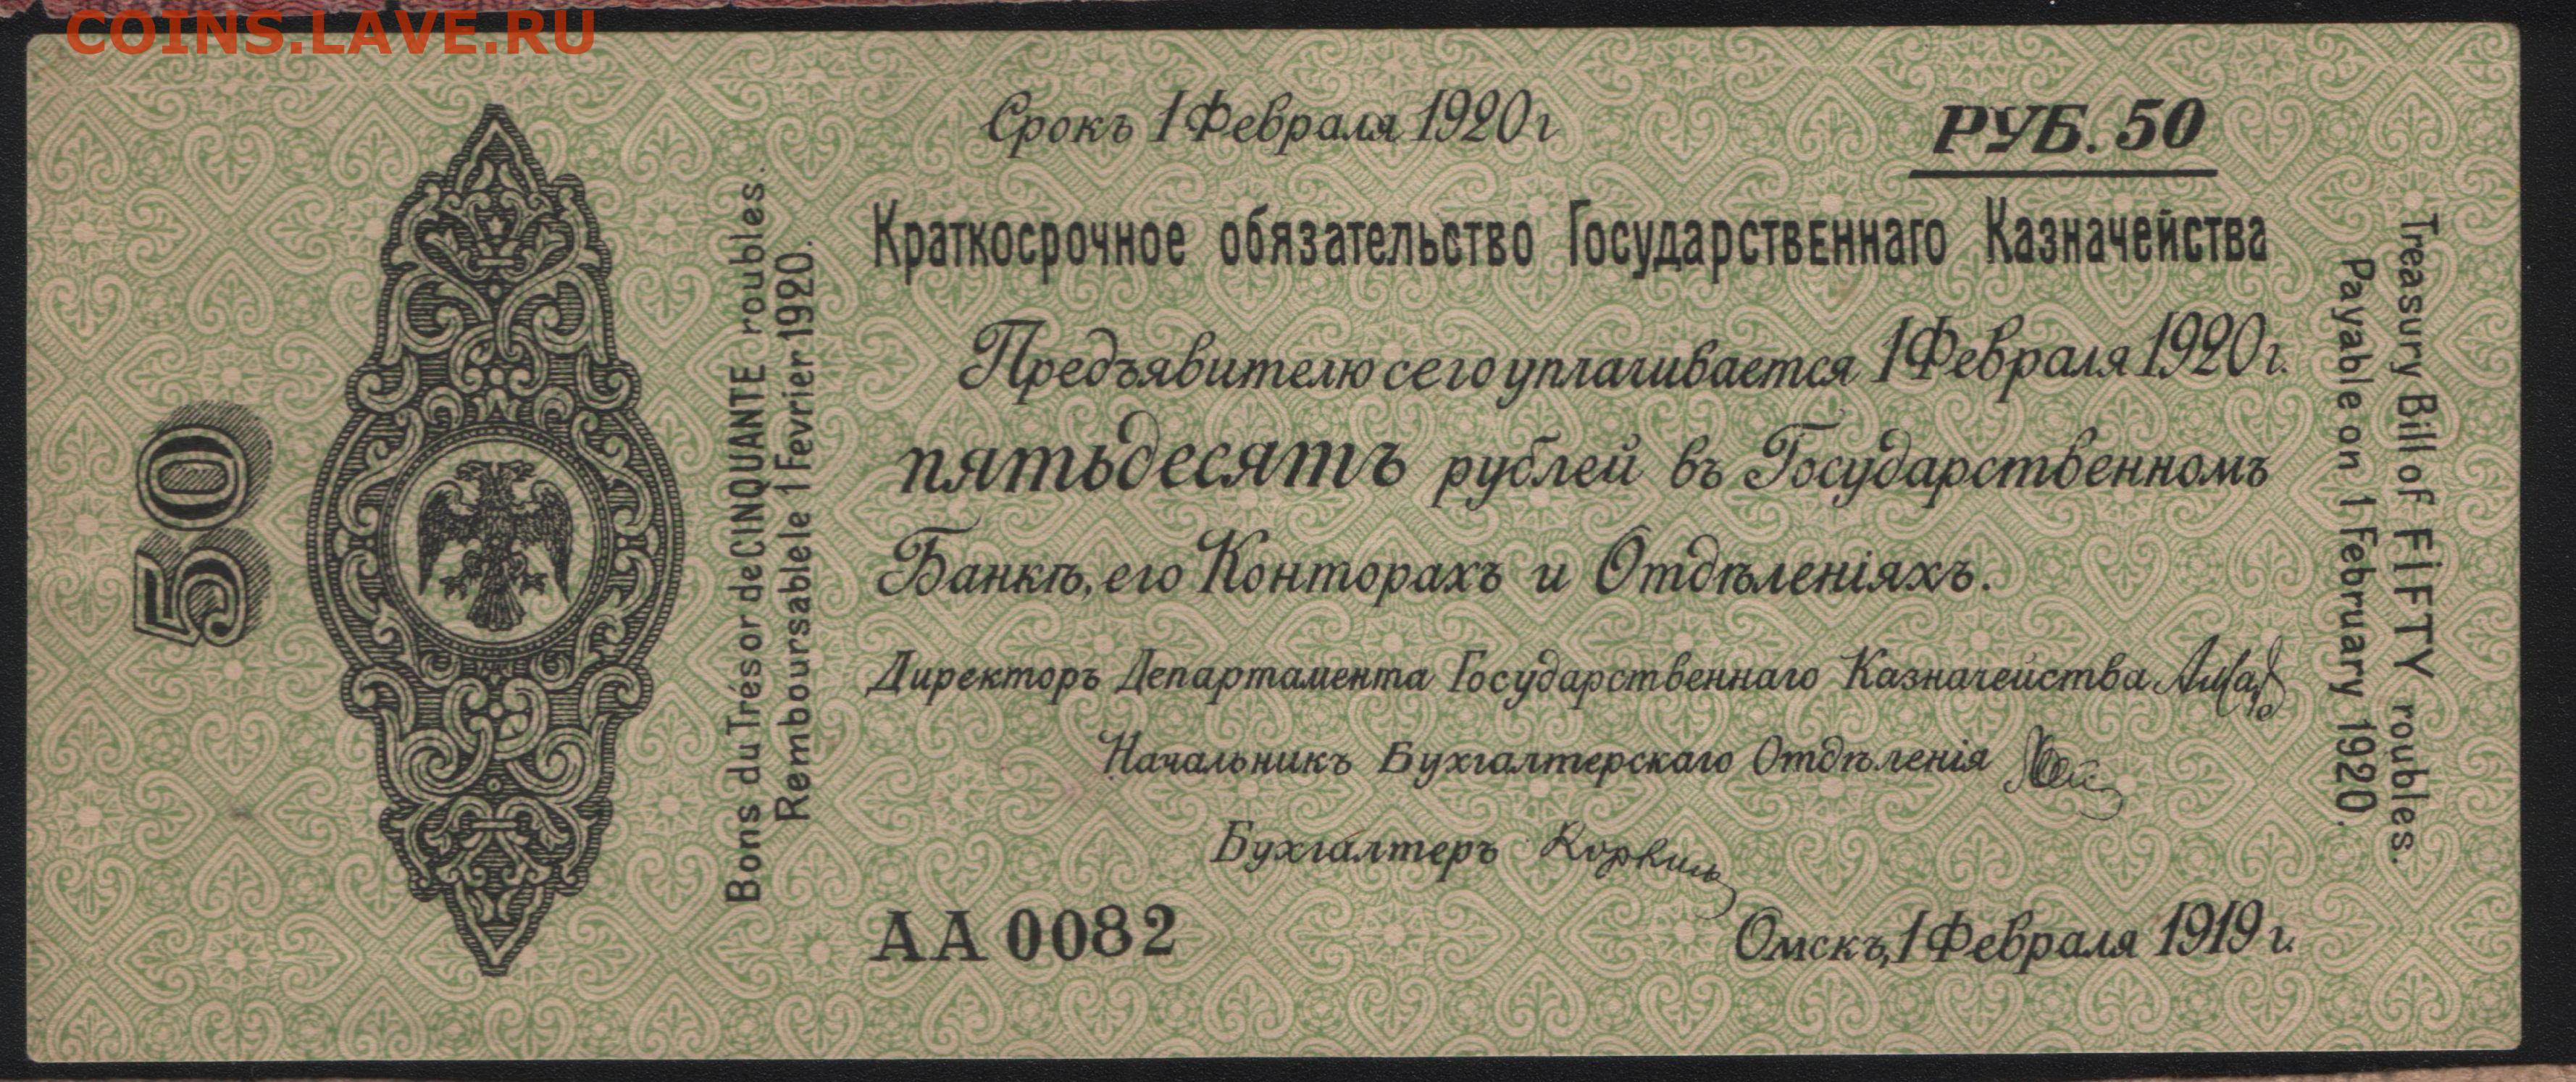 COINS.LAVE.RU
Срокъ 1 Февраля 1920 г
РУБ. 50
Краткосрочное обязательство Государственнаго Казначейства
Предъявителю сего уплачивается 1 Февраля 1920 г.
пятьдесятъ рублей въ Государственномъ
Банкѣ, его Конторахъ и Отдѣленіяхъ.
Директоръ Департамента Государственнаго Казначейства
Начальникъ Бухгалтерскаго Отдѣленія
Бухгалтеръ
АА 0082
Омскъ, 1 Февраля 1919 г.
50
Bons du Trésor de CINQUANTE roubles.
Remboursable le 1 Fevrier 1920.
Treasury Bill of FiFTY roubles.
Payable on 1 February 1920.